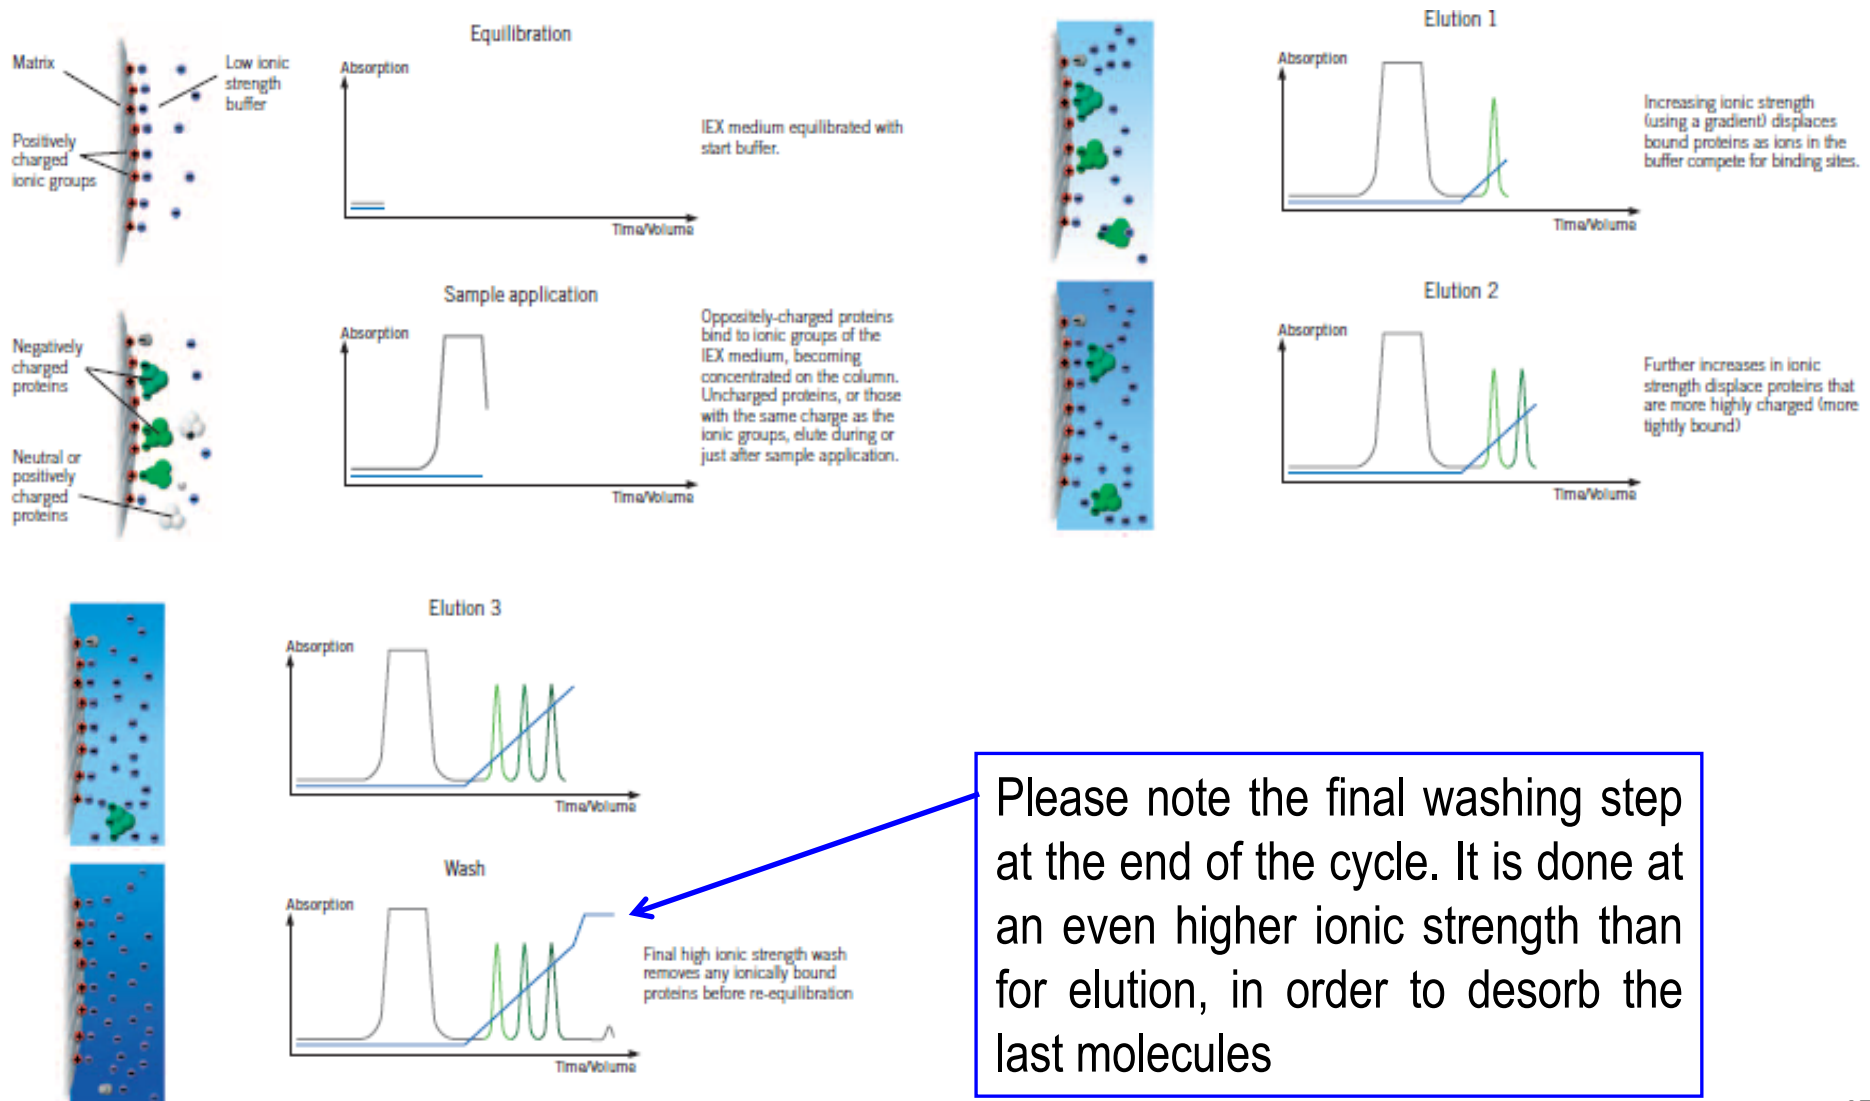 Equilibration
Matrix
Low ionic
strength
buffer
Positively
charged
ionic groups
Absorption
IEX medium equilibrated with
start buffer.
Time/Volume
Sample application
Negatively
charged
proteins
Neutral or
positively
charged
proteins
Absorption
Oppositely-charged proteins
bind to ionic groups of the
IEX medium, becoming
concentrated on the column.
Uncharged proteins, or those
with the same charge as the
ionic groups, elute during or
just after sample application.
Time/Volume
Elution 1
Absorption
Increasing ionic strength
(using a gradient) displaces
bound proteins as ions in the
buffer compete for binding sites.
Time/Volume
Elution 2
Absorption
Further increases in ionic
strength displace proteins that
are more highly charged (more
tightly bound)
Time/Volume
Elution 3
Absorption
Time/Volume
Wash
Absorption
Final high ionic strength wash
removes any ionically bound
proteins before re-equilibration
Time/Volume
Please note the final washing step
at the end of the cycle. It is done at
an even higher ionic strength than
for elution, in order to desorb the
last molecules